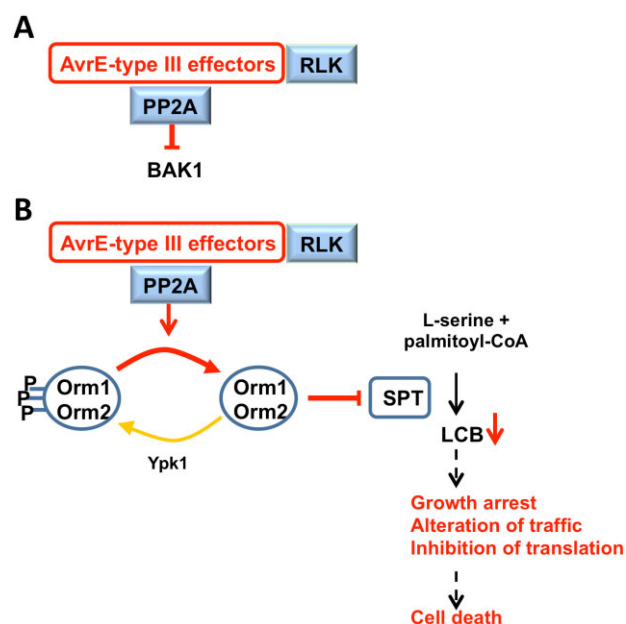 A
AvrE-type III effectors RLK
PP2A
BAK1
B
AvrE-type III effectors RLK
PP2A
L-serine +
palmitoyl-CoA
P
P
P
Orm1
Orm2
Orm1
Orm2
SPT
LCB
Ypk1
Growth arrest
Alteration of traffic
Inhibition of translation
Cell death